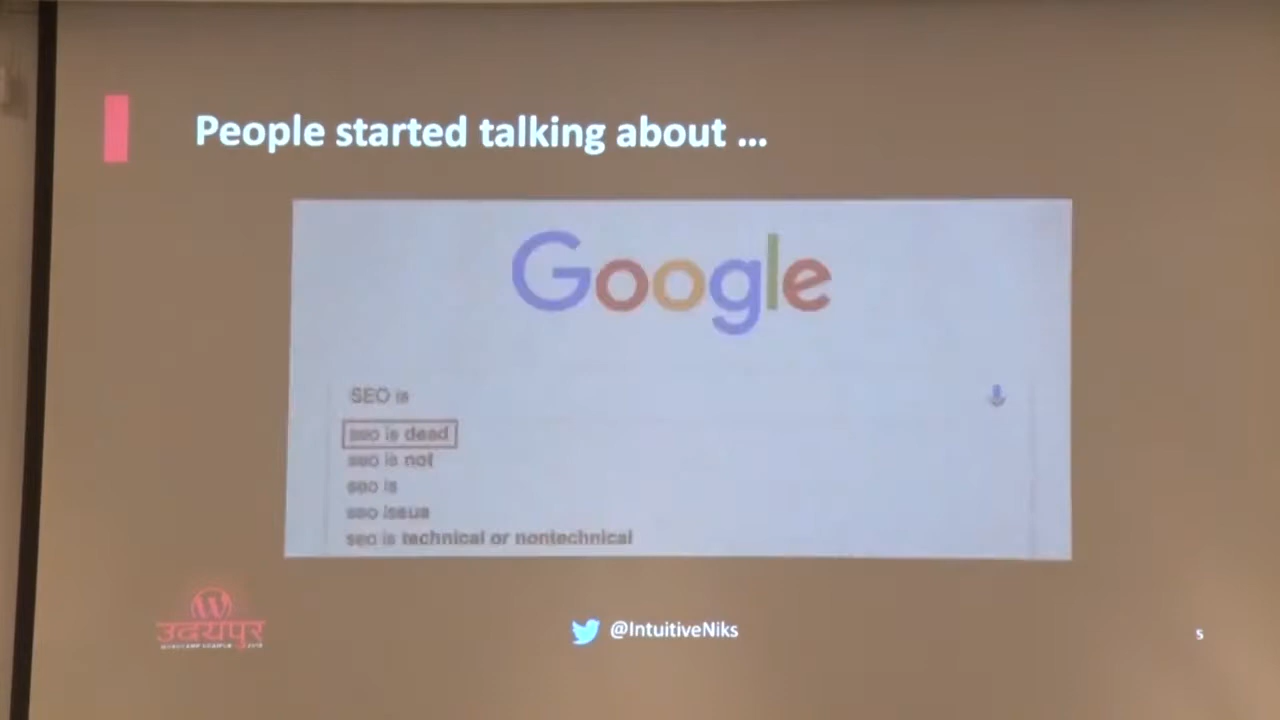 People started talking about ...
Google
SEO is
seo is dead
seo is not
seo is
seo issue
seo is technical or nontechnical
उदयपुर
@IntuitiveNiks
5